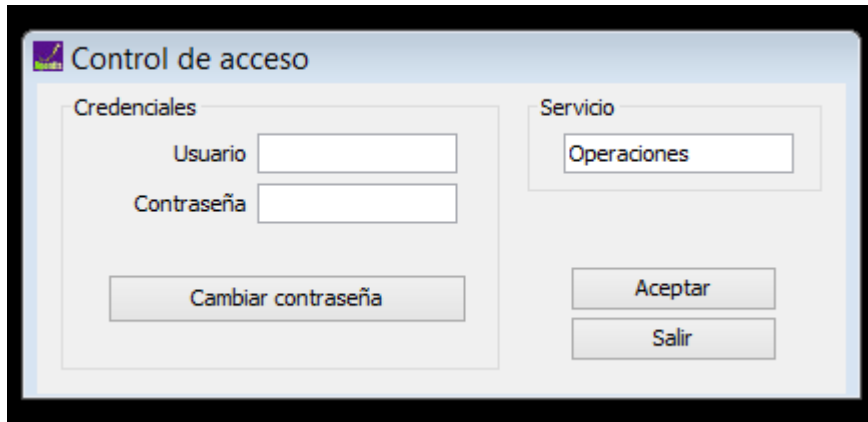 Control de acceso
Credenciales
Usuario
Contraseña
Cambiar contraseña
Servicio
Operaciones
Aceptar
Salir